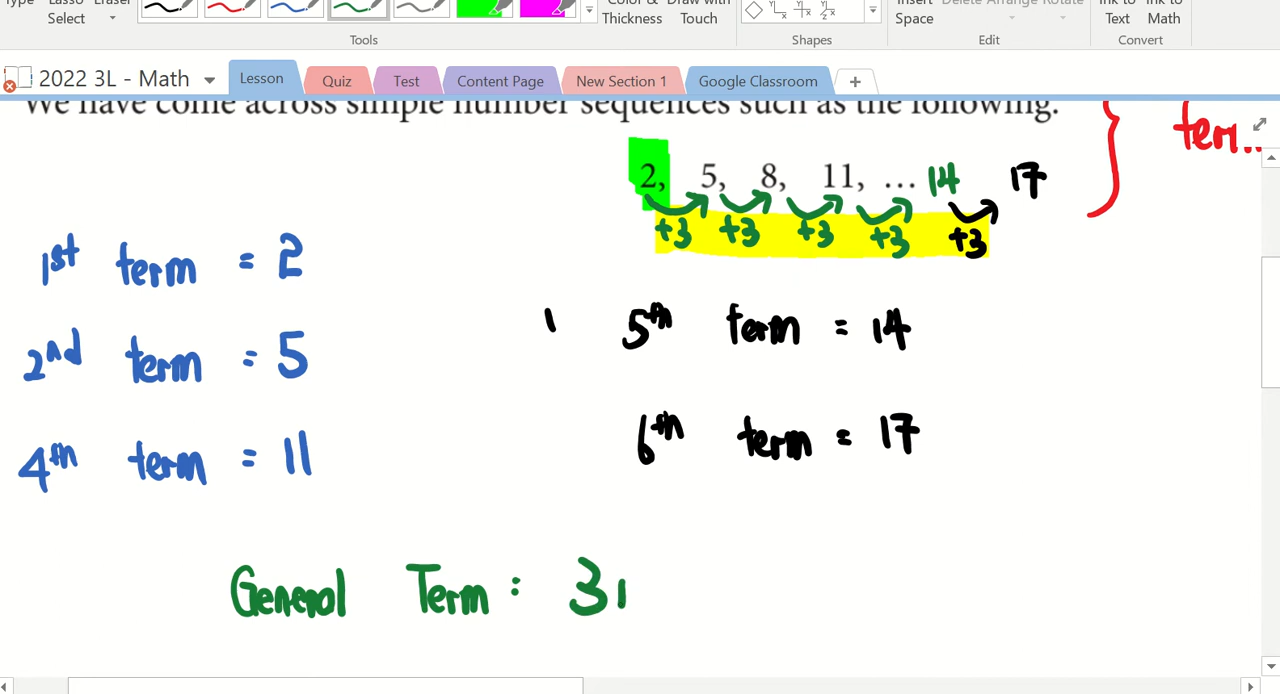 Lasso
Select
Eraser
Color &
Thickness
Draw with
Touch
Insert
Space
Delete Arrange Rotate
Ink to
Text
Ink to
Math
Tools
Shapes
Edit
Convert
2022 3L - Math
Lesson
Quiz
Test
Content Page
New Section 1
Google Classroom
+
We have come across simple number sequences such as the following.
2, 5, 8, 11, ... 14 17
+3 +3 +3 +3 +3
1st term = 2
2nd term = 5
4th term = 11
5th term = 14
6th term = 17
General Term : 3